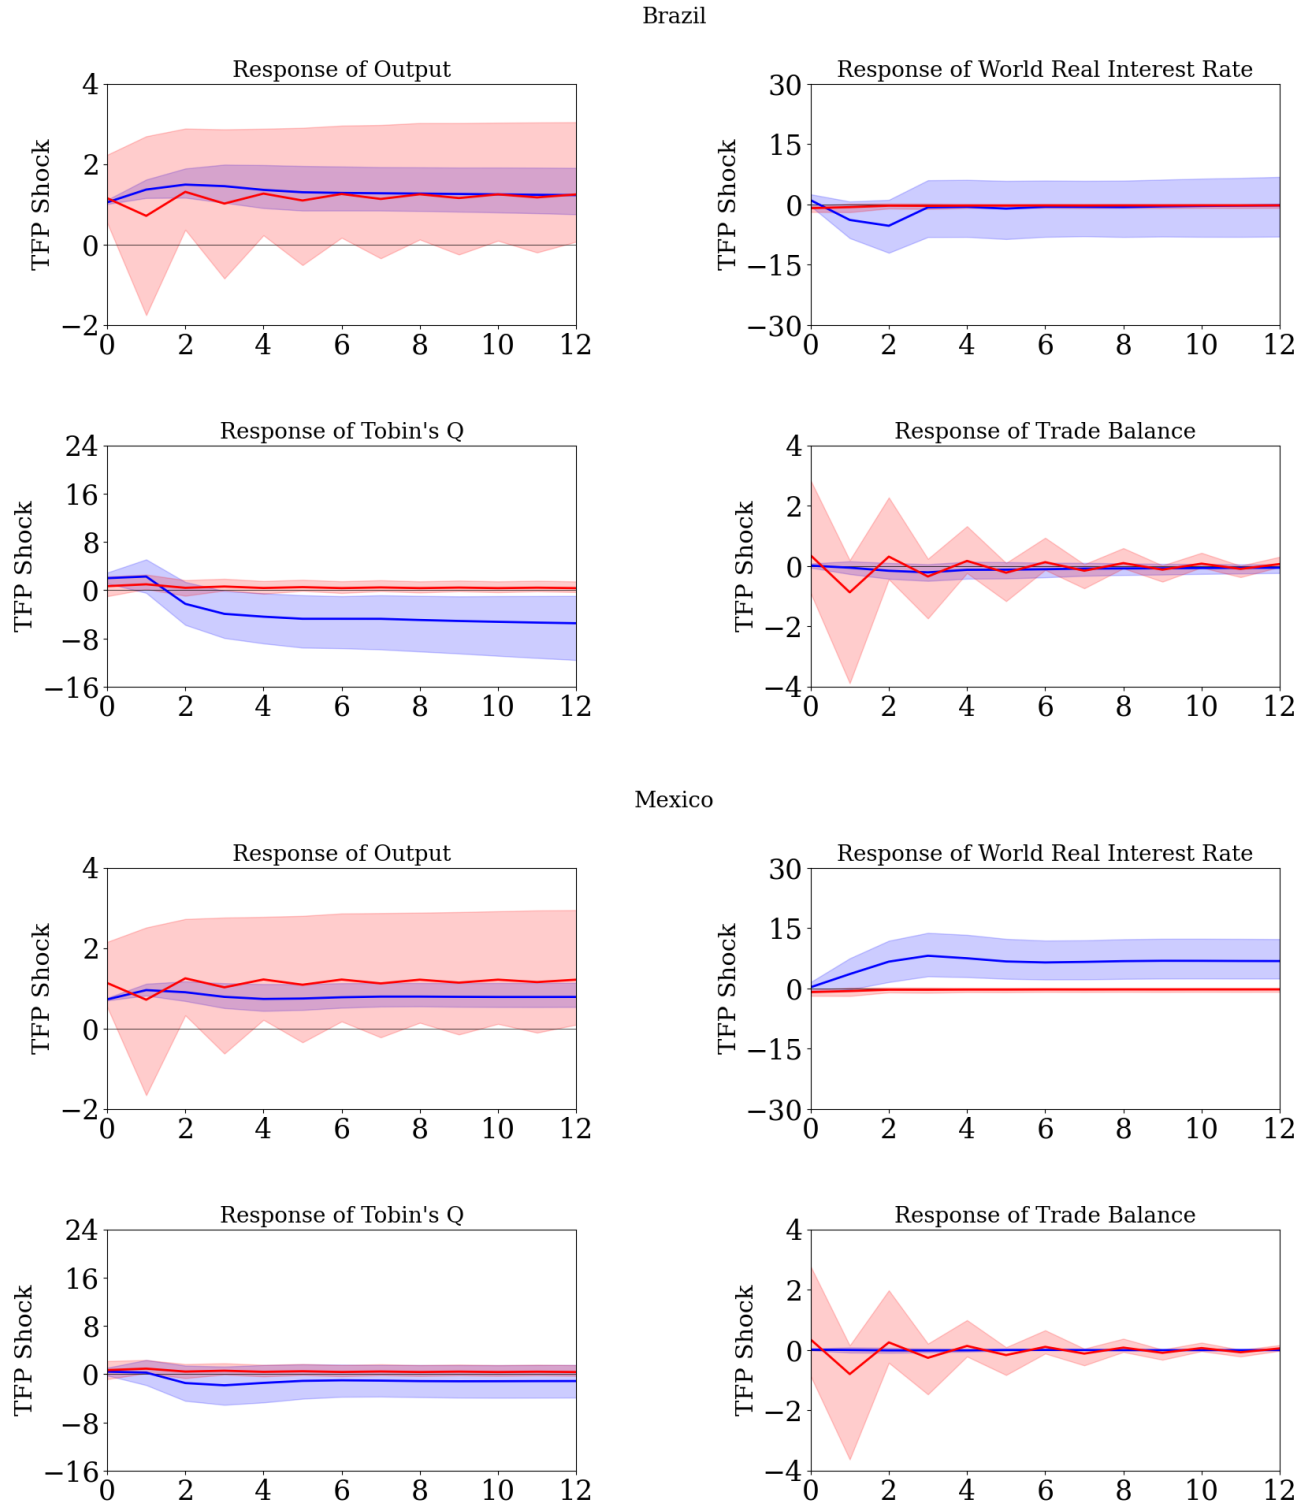 Brazil
Response of Output
TFP Shock
4
2
0
−2
0 2 4 6 8 10 12
Response of World Real Interest Rate
TFP Shock
30
15
0
−15
−30
0 2 4 6 8 10 12
Response of Tobin's Q
TFP Shock
24
16
8
0
−8
−16
0 2 4 6 8 10 12
Response of Trade Balance
TFP Shock
4
2
0
−2
−4
0 2 4 6 8 10 12
Mexico
Response of Output
TFP Shock
4
2
0
−2
0 2 4 6 8 10 12
Response of World Real Interest Rate
TFP Shock
30
15
0
−15
−30
0 2 4 6 8 10 12
Response of Tobin's Q
TFP Shock
24
16
8
0
−8
−16
0 2 4 6 8 10 12
Response of Trade Balance
TFP Shock
4
2
0
−2
−4
0 2 4 6 8 10 12